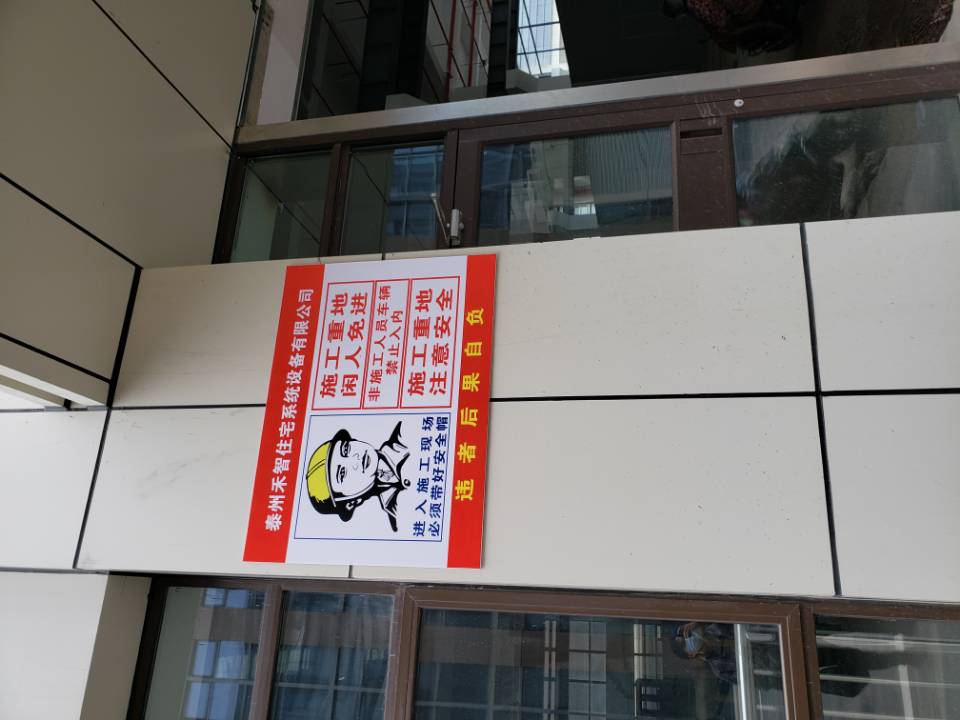 泰州禾智住宅系统设备有限公司
进入施工现场
必须带好安全帽
施工重地
闲人免进
非施工人员车辆
禁止入内
施工重地
注意安全
违者后果自负